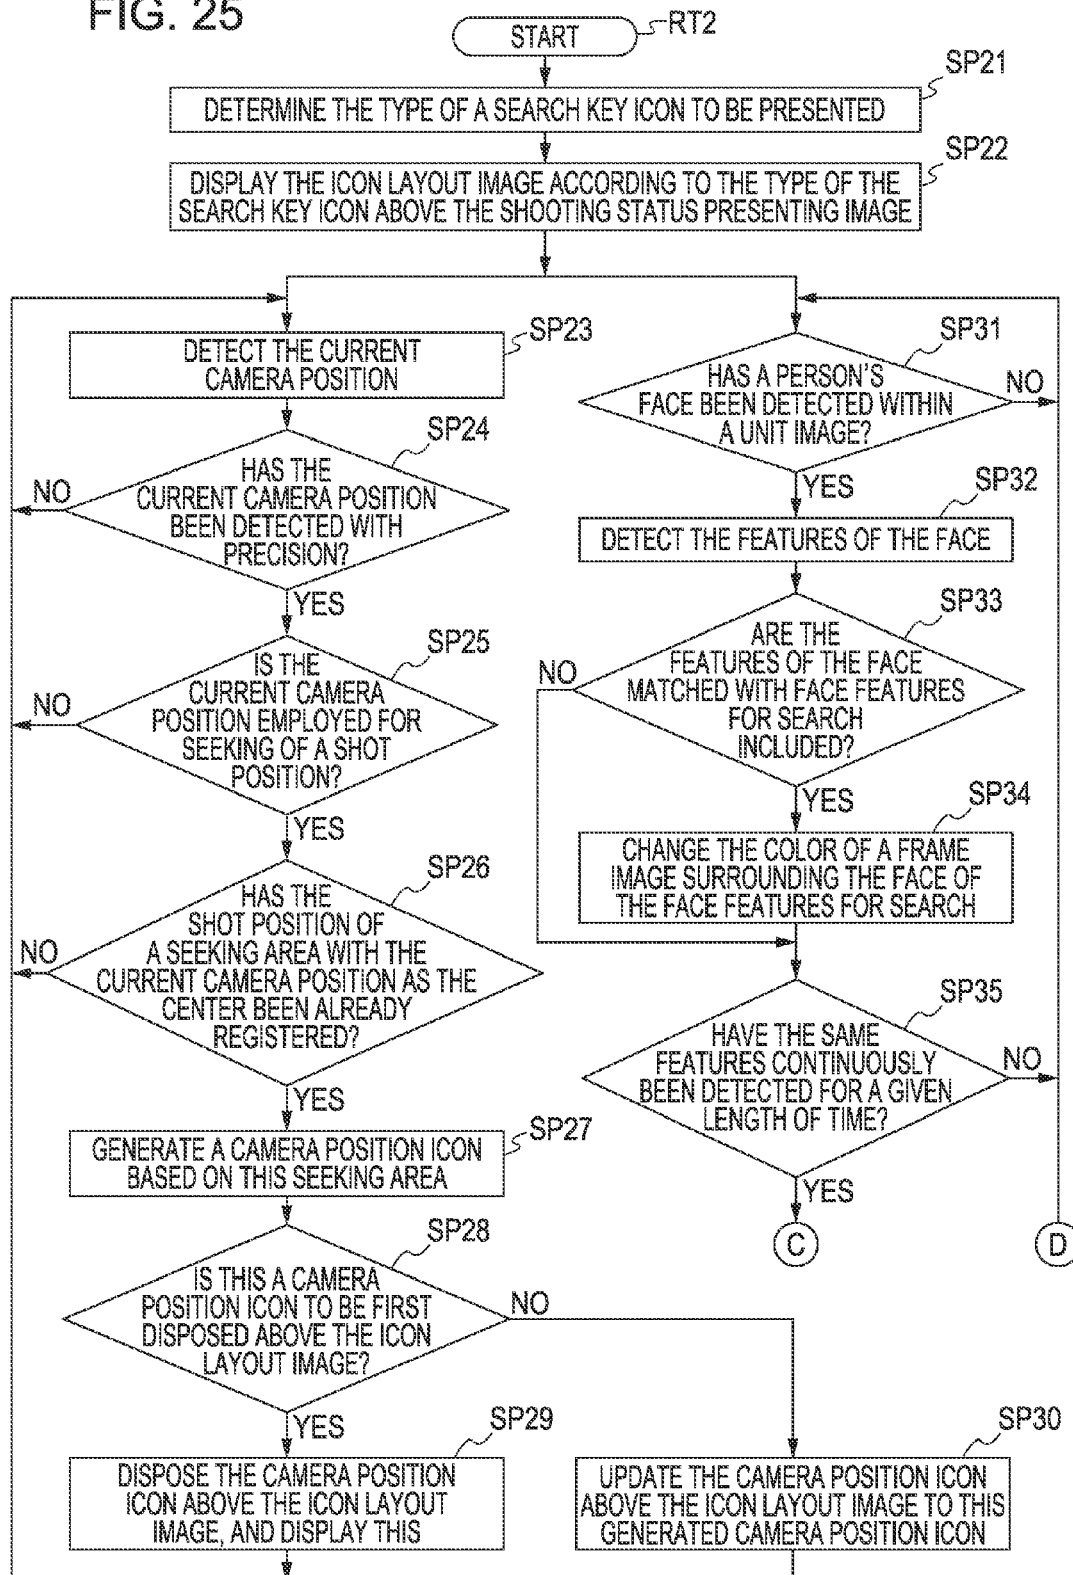 FIG. 25
START
RT2
SP21
DETERMINE THE TYPE OF A SEARCH KEY ICON TO BE PRESENTED
SP22
DISPLAY THE ICON LAYOUT IMAGE ACCORDING TO THE TYPE OF THE
SEARCH KEY ICON ABOVE THE SHOOTING STATUS PRESENTING IMAGE
SP23
DETECT THE CURRENT
CAMERA POSITION
SP24
HAS THE
CURRENT CAMERA POSITION
BEEN DETECTED WITH
PRECISION?
NO
YES
SP25
IS THE
CURRENT CAMERA
POSITION EMPLOYED FOR
SEEKING OF A SHOT
POSITION?
NO
YES
SP26
HAS THE
SHOT POSITION OF
A SEEKING AREA WITH THE
CURRENT CAMERA POSITION AS THE
CENTER BEEN ALREADY
REGISTERED?
NO
YES
SP27
GENERATE A CAMERA POSITION ICON
BASED ON THIS SEEKING AREA
SP28
IS THIS A CAMERA
POSITION ICON TO BE FIRST
DISPOSED ABOVE THE ICON
LAYOUT IMAGE?
NO
YES
SP29
DISPOSE THE CAMERA POSITION
ICON ABOVE THE ICON LAYOUT
IMAGE, AND DISPLAY THIS
SP30
UPDATE THE CAMERA POSITION ICON
ABOVE THE ICON LAYOUT IMAGE TO THIS
GENERATED CAMERA POSITION ICON
SP31
HAS A PERSON'S
FACE BEEN DETECTED WITHIN
A UNIT IMAGE?
NO
YES
SP32
DETECT THE FEATURES OF THE FACE
SP33
ARE THE
FEATURES OF THE FACE
MATCHED WITH FACE FEATURES
FOR SEARCH
INCLUDED?
NO
YES
SP34
CHANGE THE COLOR OF A FRAME
IMAGE SURROUNDING THE FACE OF
THE FACE FEATURES FOR SEARCH
SP35
HAVE THE SAME
FEATURES CONTINUOUSLY
BEEN DETECTED FOR A GIVEN
LENGTH OF TIME?
NO
YES
C
D